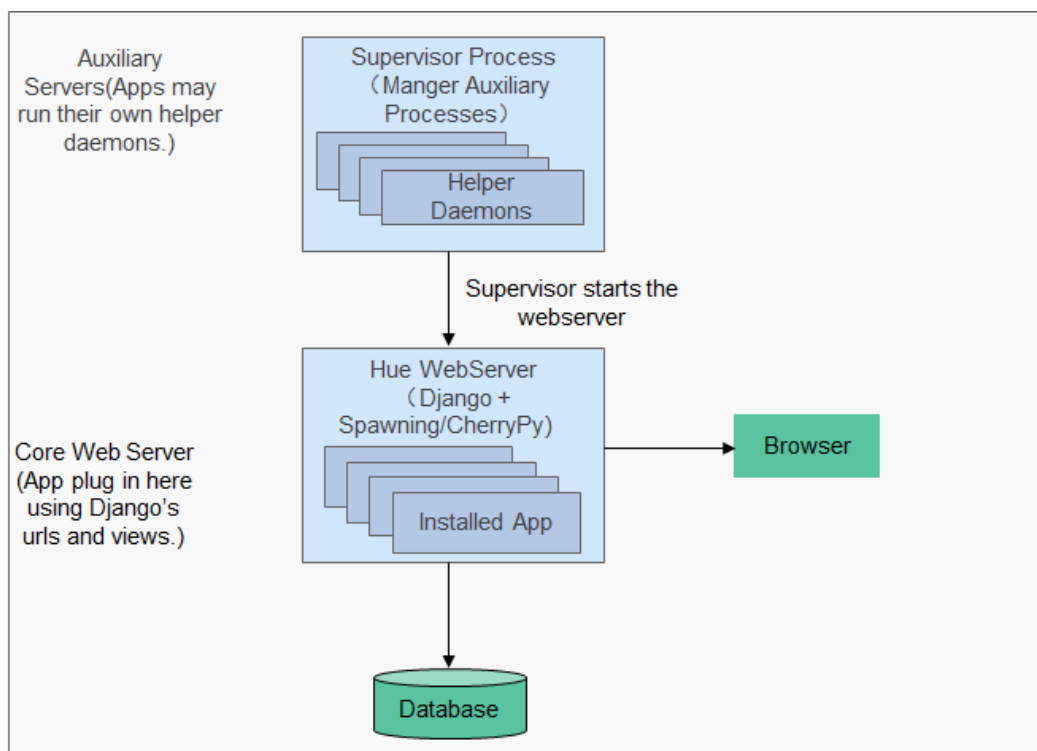 Auxiliary
Servers(Apps may
run their own helper
daemons.)
Supervisor Process
（Manger Auxiliary
Processes）
Helper
Daemons
Supervisor starts the
webserver
Hue WebServer
（Django +
Spawning/CherryPy)
Installed App
Core Web Server
(App plug in here
using Django’s
urls and views.)
Browser
Database